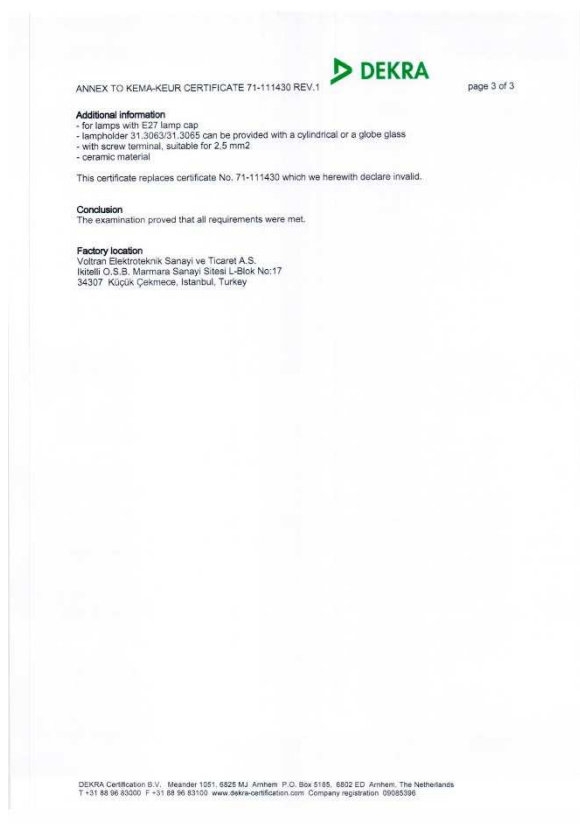 DEKRA
ANNEX TO KEMA-KEUR CERTIFICATE 71-111430 REV.1
page 3 of 3
Additional information
- for lamps with E27 lamp cap
- lampholder 31.3063/31.3065 can be provided with a cylindrical or a globe glass
- with screw terminal, suitable for 2,5 mm2
- ceramic material
This certificate replaces certificate No. 71-111430 which we herewith declare invalid.
Conclusion
The examination proved that all requirements were met.
Factory location
Voltran Elektroteknik Sanayi ve Ticaret A.S.
Ikitelli O.S.B. Marmara Sanayi Sitesi L-Blok No:17
34307 Küçük Çekmece, Istanbul, Turkey
DEKRA Certification B.V. Meander 1051, 6825 MJ Arnhem P.O. Box 5185, 6802 ED Arnhem, The Netherlands
T +31 88 96 83000 F +31 88 96 83100 www.dekra-certification.com Company registration 09085396